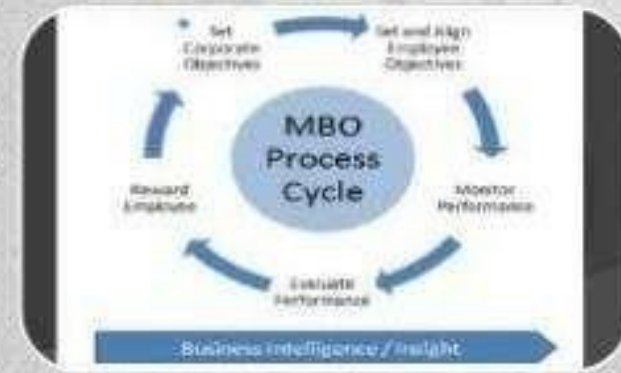 Set
Corporate
Objectives
Set and Align
Employee
Objectives
MBO
Process
Cycle
Reward
Employee
Monitor
Performance
Evaluate
Performance
Business Intelligence / Insight